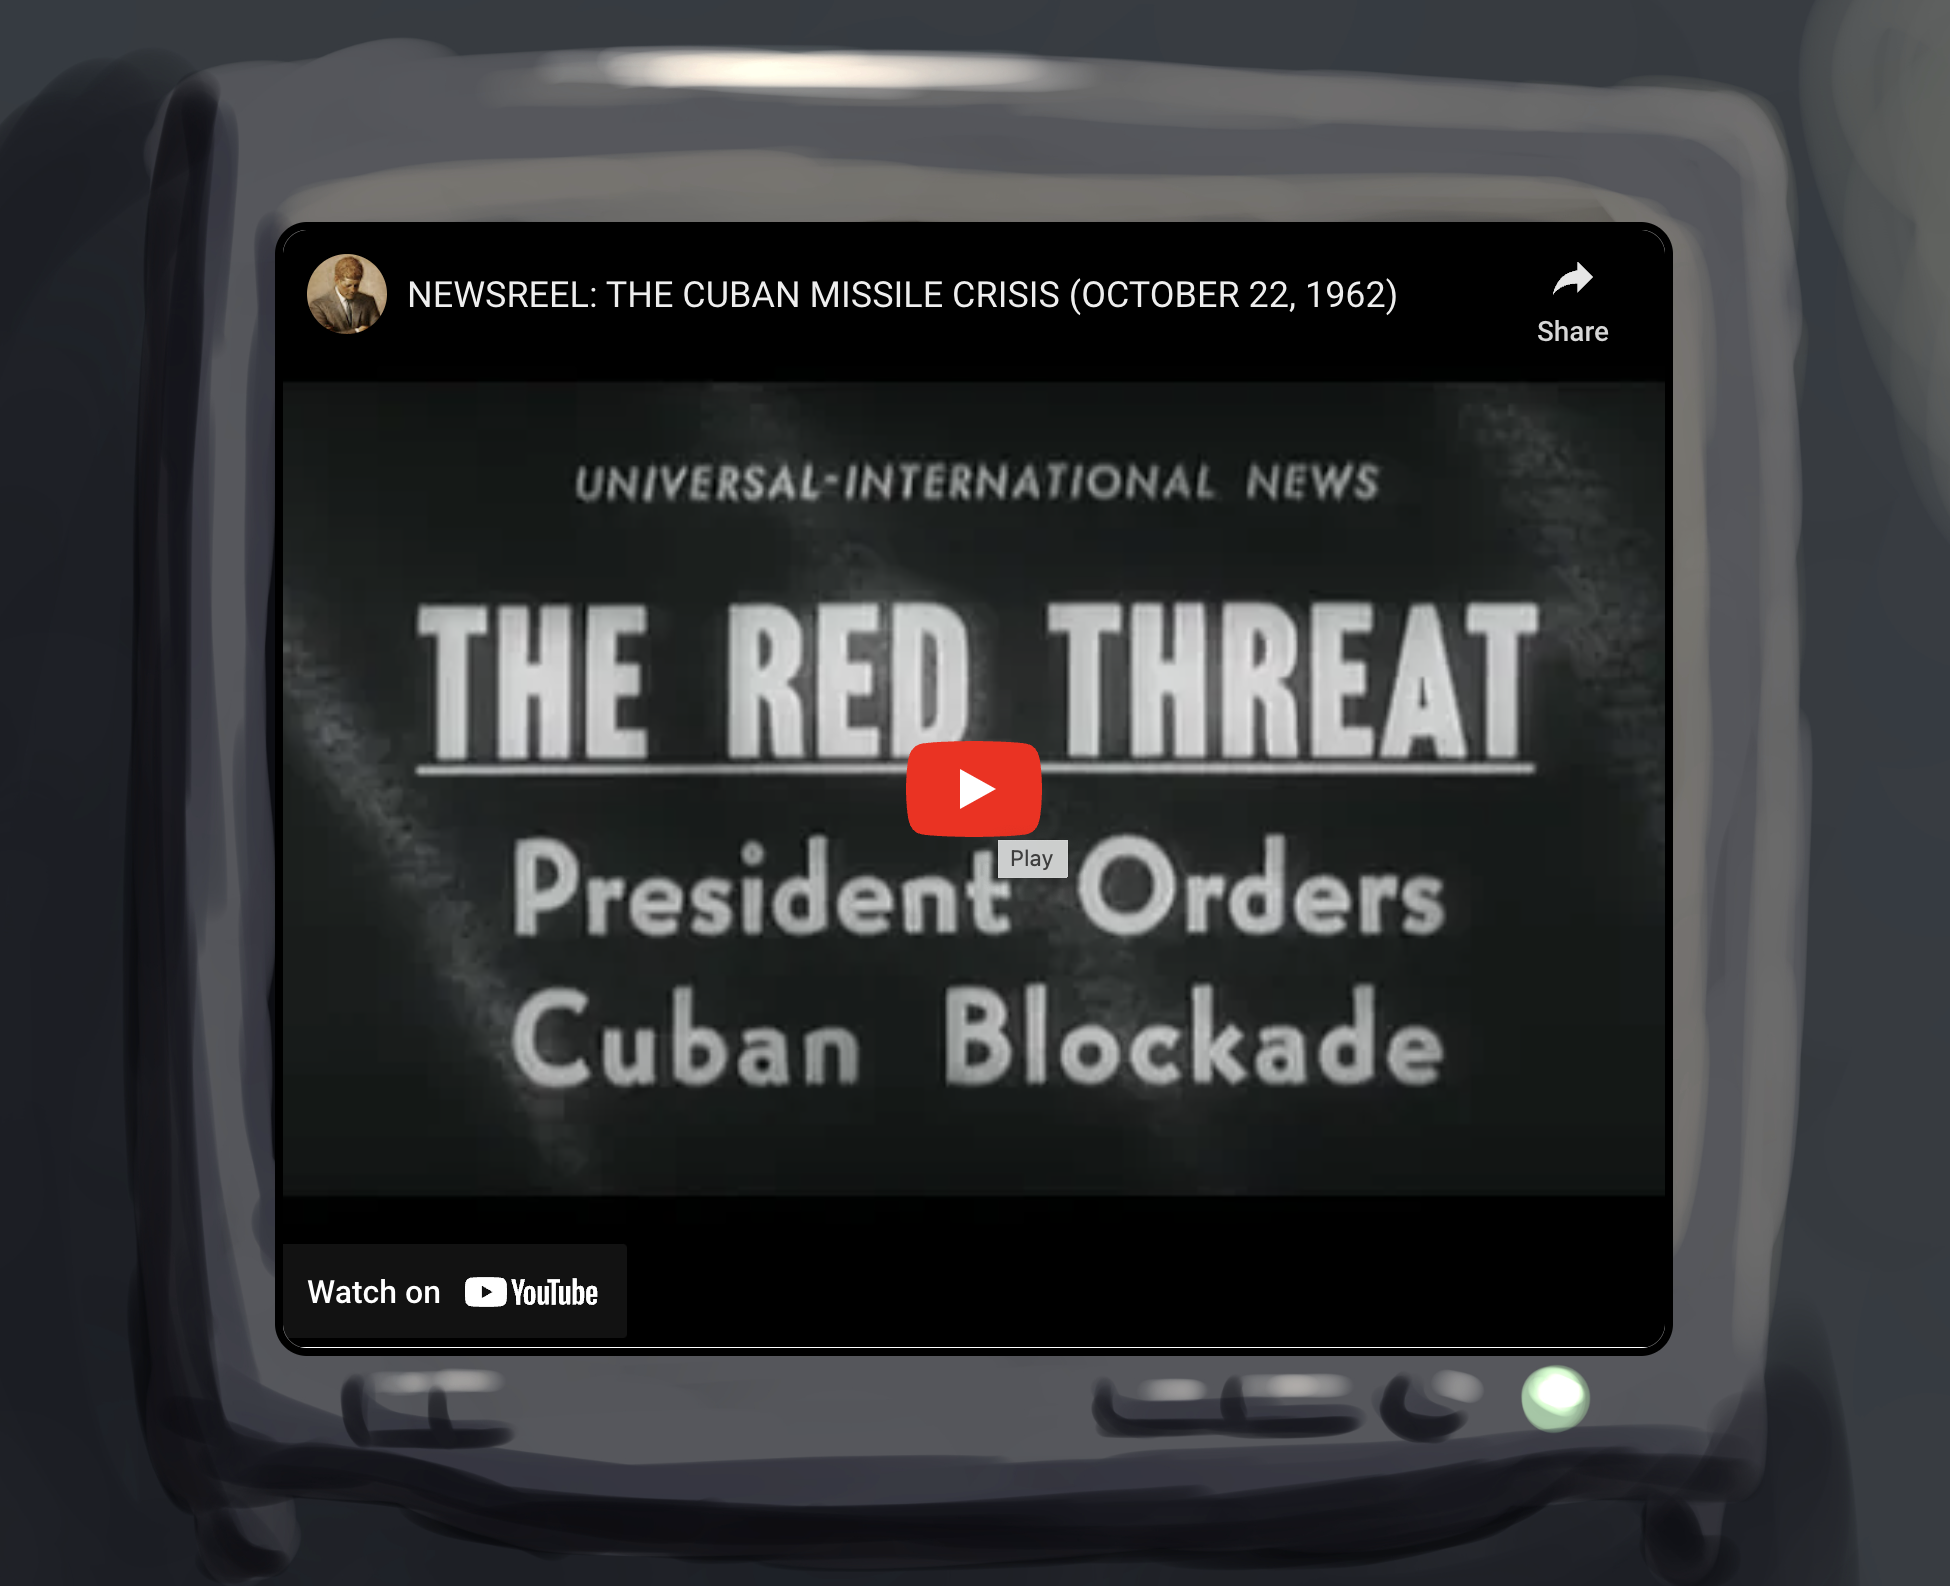 NEWSREEL: THE CUBAN MISSILE CRISIS (OCTOBER 22, 1962)
Share
UNIVERSAL-INTERNATIONAL NEWS
THE RED THREAT
Play
President Orders
Cuban Blockade
Watch on YouTube